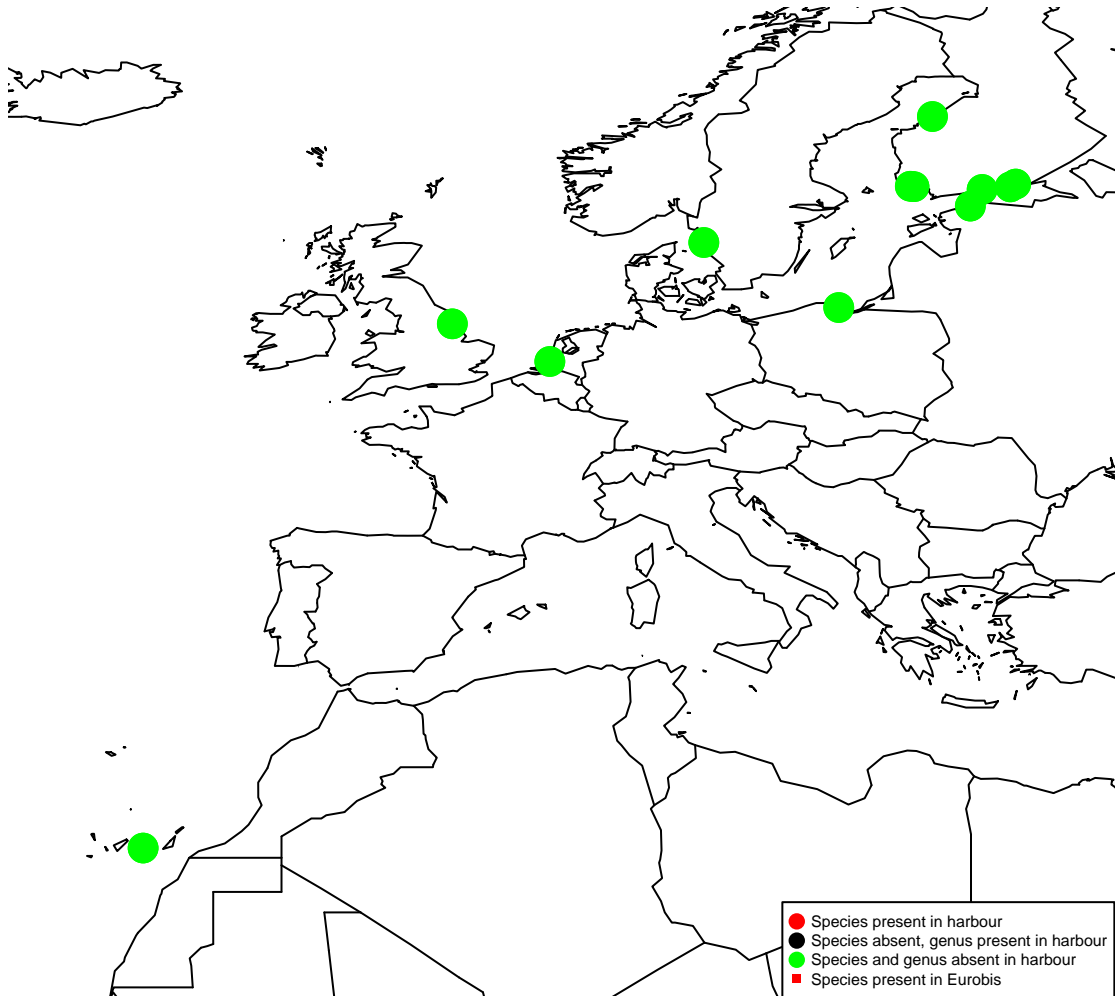 Species present in harbour
Species absent, genus present in harbour
Species and genus absent in harbour
Species present in Eurobis